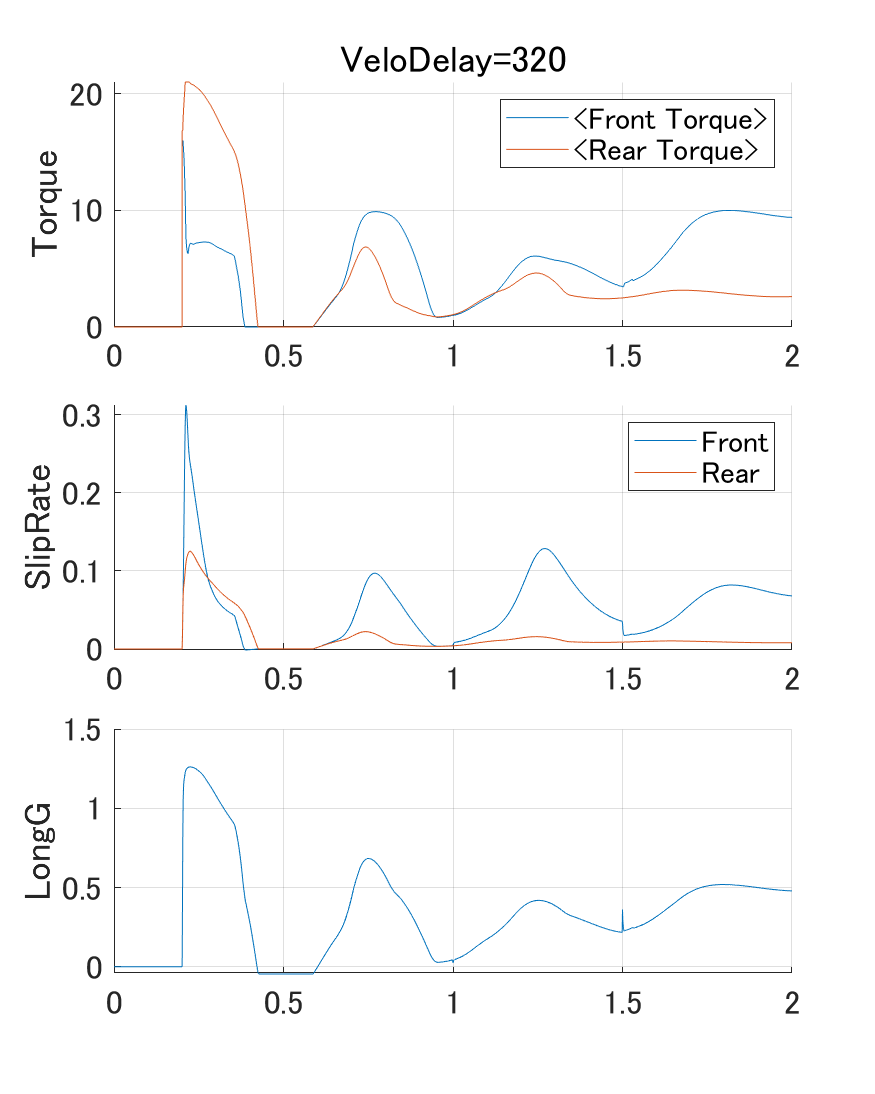 VeloDelay=320
Torque
20
10
0
<Front Torque>
<Rear Torque>
0 0.5 1 1.5 2
SlipRate
0.3
0.2
0.1
0
Front
Rear
0 0.5 1 1.5 2
LongG
1.5
1
0.5
0
0 0.5 1 1.5 2